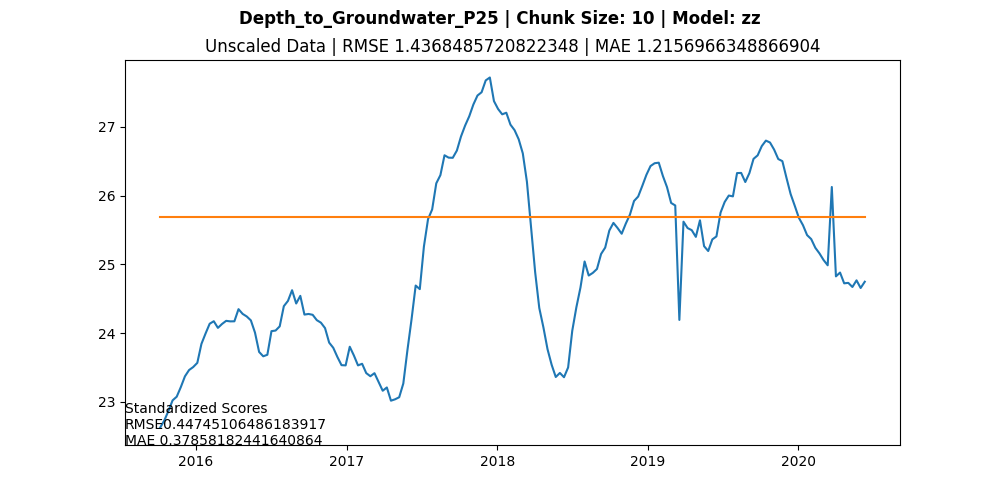 Depth_to_Groundwater_P25 | Chunk Size: 10 | Model: zz
Unscaled Data | RMSE 1.4368485720822348 | MAE 1.2156966348866904
27
26
25
24
23
Standardized Scores
RMSE0.44745106486183917
MAE 0.37858182441640864
2016 2017 2018 2019 2020